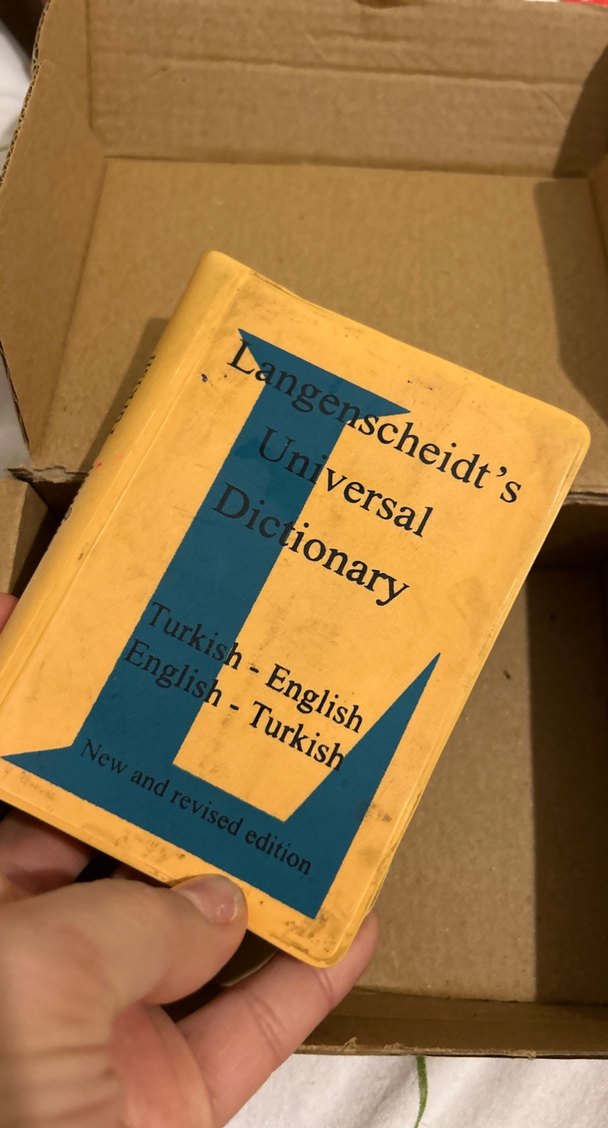 Langenscheidt's
Universal
Dictionary
Turkish - English
English - Turkish
New and revised edition